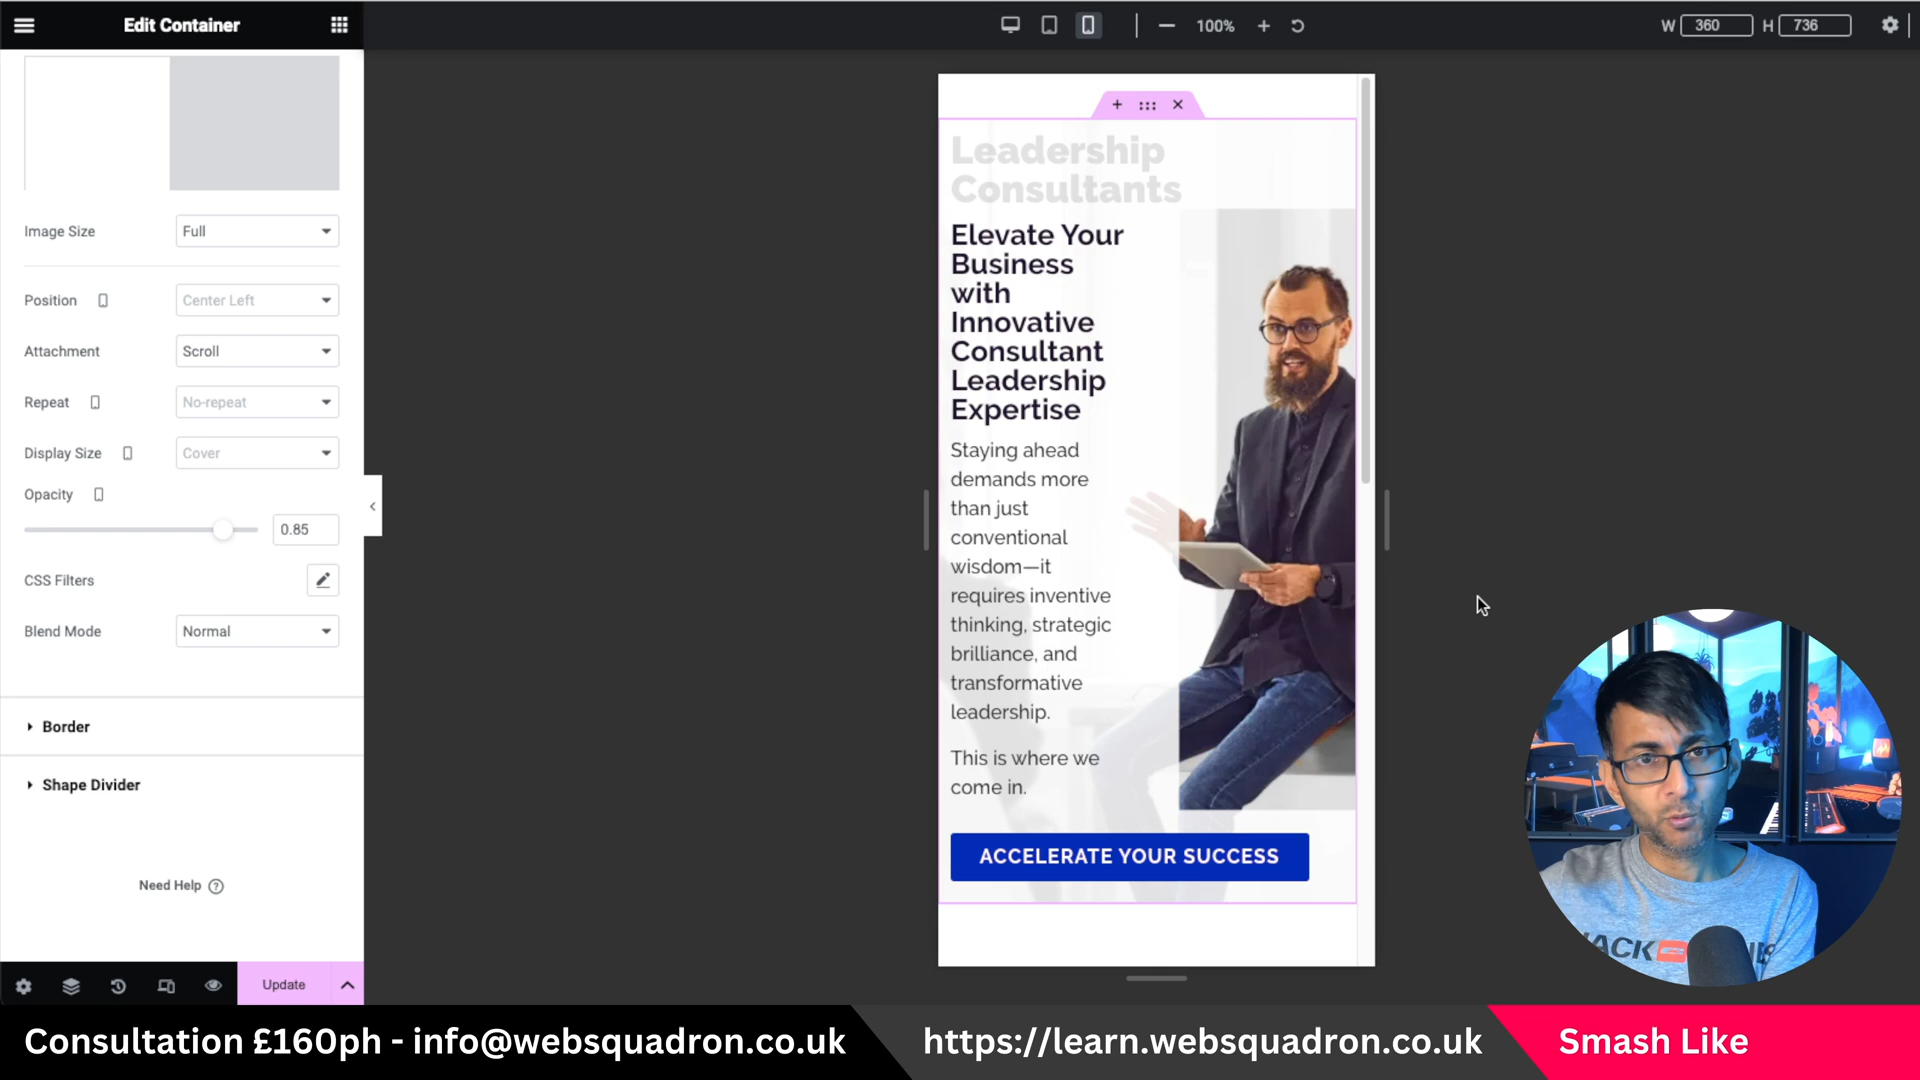 Edit Container
100%
W 360 H 736
Image Size Full
Position Center Left
Attachment Scroll
Repeat No-repeat
Display Size Cover
Opacity
0.85
CSS Filters
Blend Mode Normal
Border
Shape Divider
Need Help
Update
Leadership
Consultants
Elevate Your
Business
with
Innovative
Consultant
Leadership
Expertise
Staying ahead
demands more
than just
conventional
wisdom—it
requires inventive
thinking, strategic
brilliance, and
transformative
leadership.
This is where we
come in.
ACCELERATE YOUR SUCCESS
Consultation £160ph - info@websquadron.co.uk
https://learn.websquadron.co.uk
Smash Like